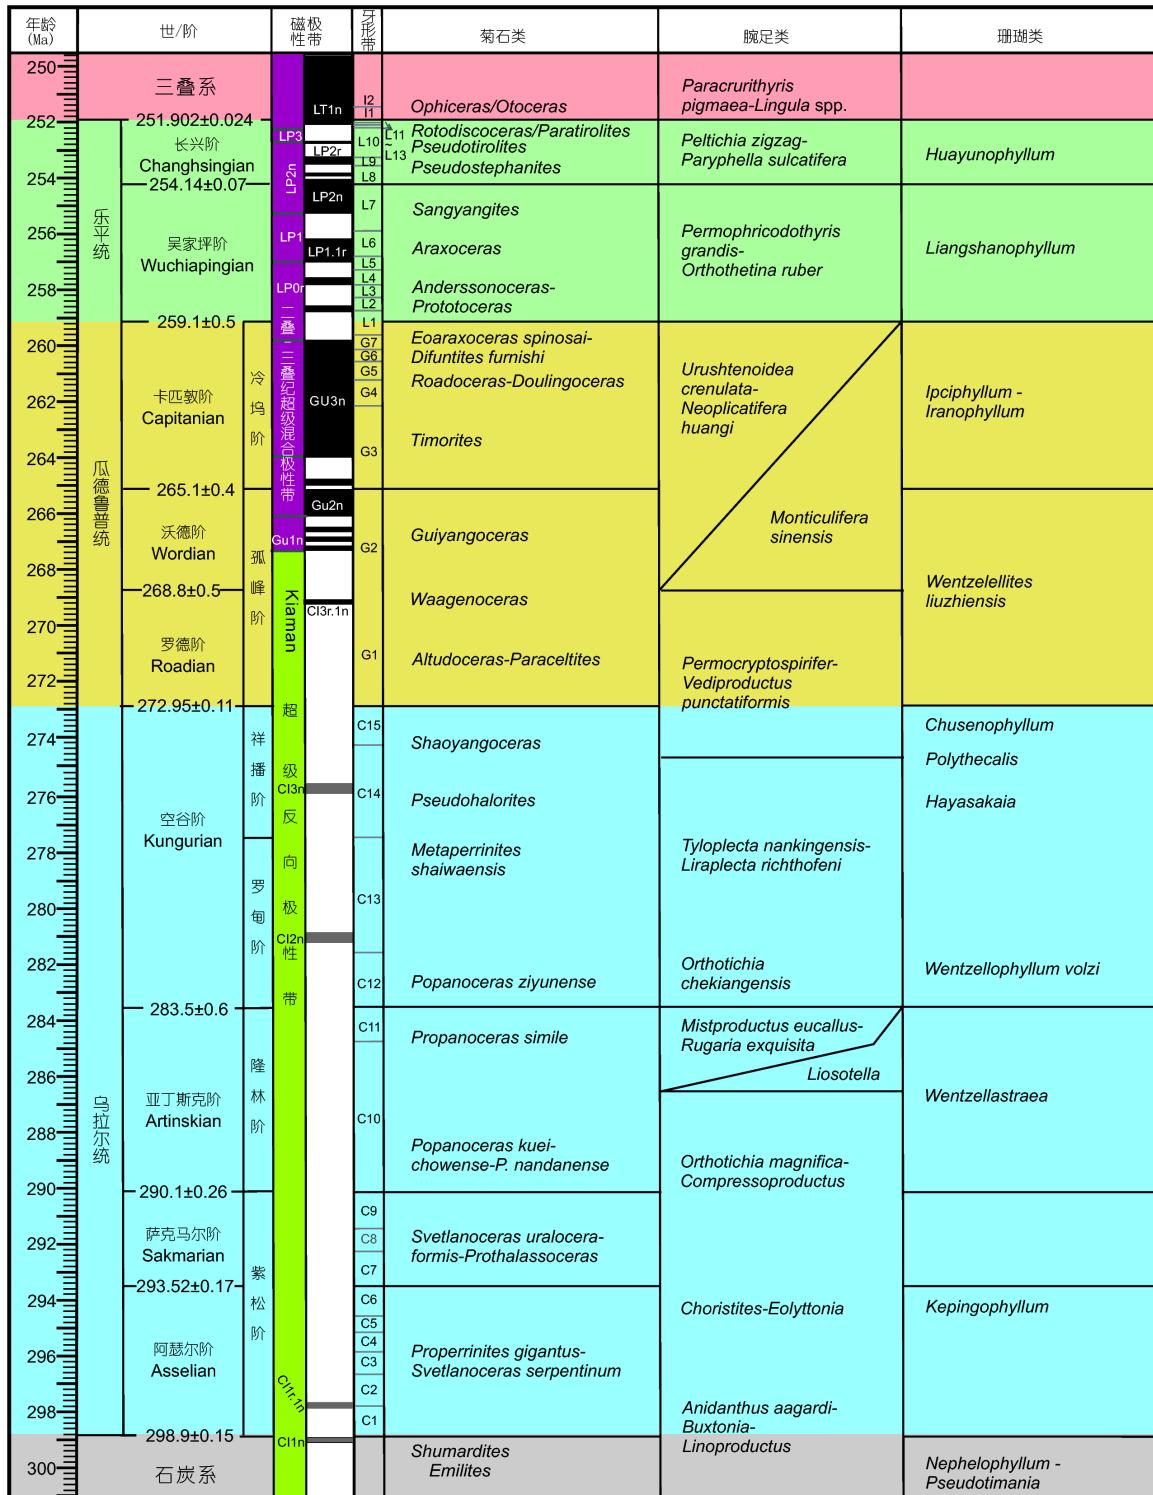 年龄
(Ma)
世/阶
磁极
性带
牙形带
菊石类
腕足类
珊瑚类
250
252
254
256
258
260
262
264
266
268
270
272
274
276
278
280
282
284
286
288
290
292
294
296
298
300
三叠系
251.902±0.024
乐平统
长兴阶
Changhsingian
254.14±0.07
吴家坪阶
Wuchiapingian
259.1±0.5
瓜德鲁普统
卡匹敦阶
Capitanian
265.1±0.4
沃德阶
Wordian
268.8±0.5
罗德阶
Roadian
272.95±0.11
乌拉尔统
空谷阶
Kungurian
283.5±0.6
亚丁斯克阶
Artinskian
290.1±0.26
萨克马尔阶
Sakmarian
293.52±0.17
阿瑟尔阶
Asselian
298.9±0.15
石炭系
冷坞阶
孤峰阶
祥播阶
罗甸阶
隆林阶
紫松阶
LP3
LP2n
LP1
LP0r
二叠
三叠纪超级混合
极性带
Gu1n
Kiaman
超级反向极性带
CI3n
CI2n
CI1r.1n
CI1n
LT1n
LP2r
LP2n
LP1.1r
GU3n
Gu2n
CI3r.1n
I2
I1
L11
~
L13
L10
L9
L8
L7
L6
L5
L4
L3
L2
L1
G7
G6
G5
G4
G3
G2
G1
C15
C14
C13
C12
C11
C10
C9
C8
C7
C6
C5
C4
C3
C2
C1
Ophiceras/Otoceras
Rotodiscoceras/Paratirolites
Pseudotirolites
Pseudostephanites
Sangyangites
Araxoceras
Anderssonoceras-
Prototoceras
Eoaraxoceras spinosai-
Difuntites furnishi
Roadoceras-Doulingoceras
Timorites
Guiyangoceras
Waagenoceras
Altudoceras-Paraceltites
Shaoyangoceras
Pseudohalorites
Metaperrinites
shaiwaensis
Popanoceras ziyunense
Propanoceras simile
Popanoceras kuei-
chowense-P. nandanense
Svetlanoceras uralocera-
formis-Prothalassoceras
Properrinites gigantus-
Svetlanoceras serpentinum
Shumardites
Emilites
Paracrurithyris
pigmaea-Lingula spp.
Peltichia zigzag-
Paryphella sulcatifera
Permophricodothyris
grandis-
Orthothetina ruber
Urushtenoidea
crenulata-
Neoplicatifera
huangi
Monticulifera
sinensis
Permocryptospirifer-
Vediproductus
punctatiformis
Tyloplecta nankingensis-
Liraplecta richthofeni
Orthotichia
chekiangensis
Mistproductus eucallus-
Rugaria exquisita
Liosotella
Orthotichia magnifica-
Compressoproductus
Choristites-Eolyttonia
Anidanthus aagardi-
Buxtonia-
Linoproductus
Huayunophyllum
Liangshanophyllum
Ipciphyllum -
Iranophyllum
Wentzelellites
liuzhiensis
Chusenophyllum
Polythecalis
Hayasakaia
Wentzellophyllum volzi
Wentzellastraea
Kepingophyllum
Nephelophyllum -
Pseudotimania